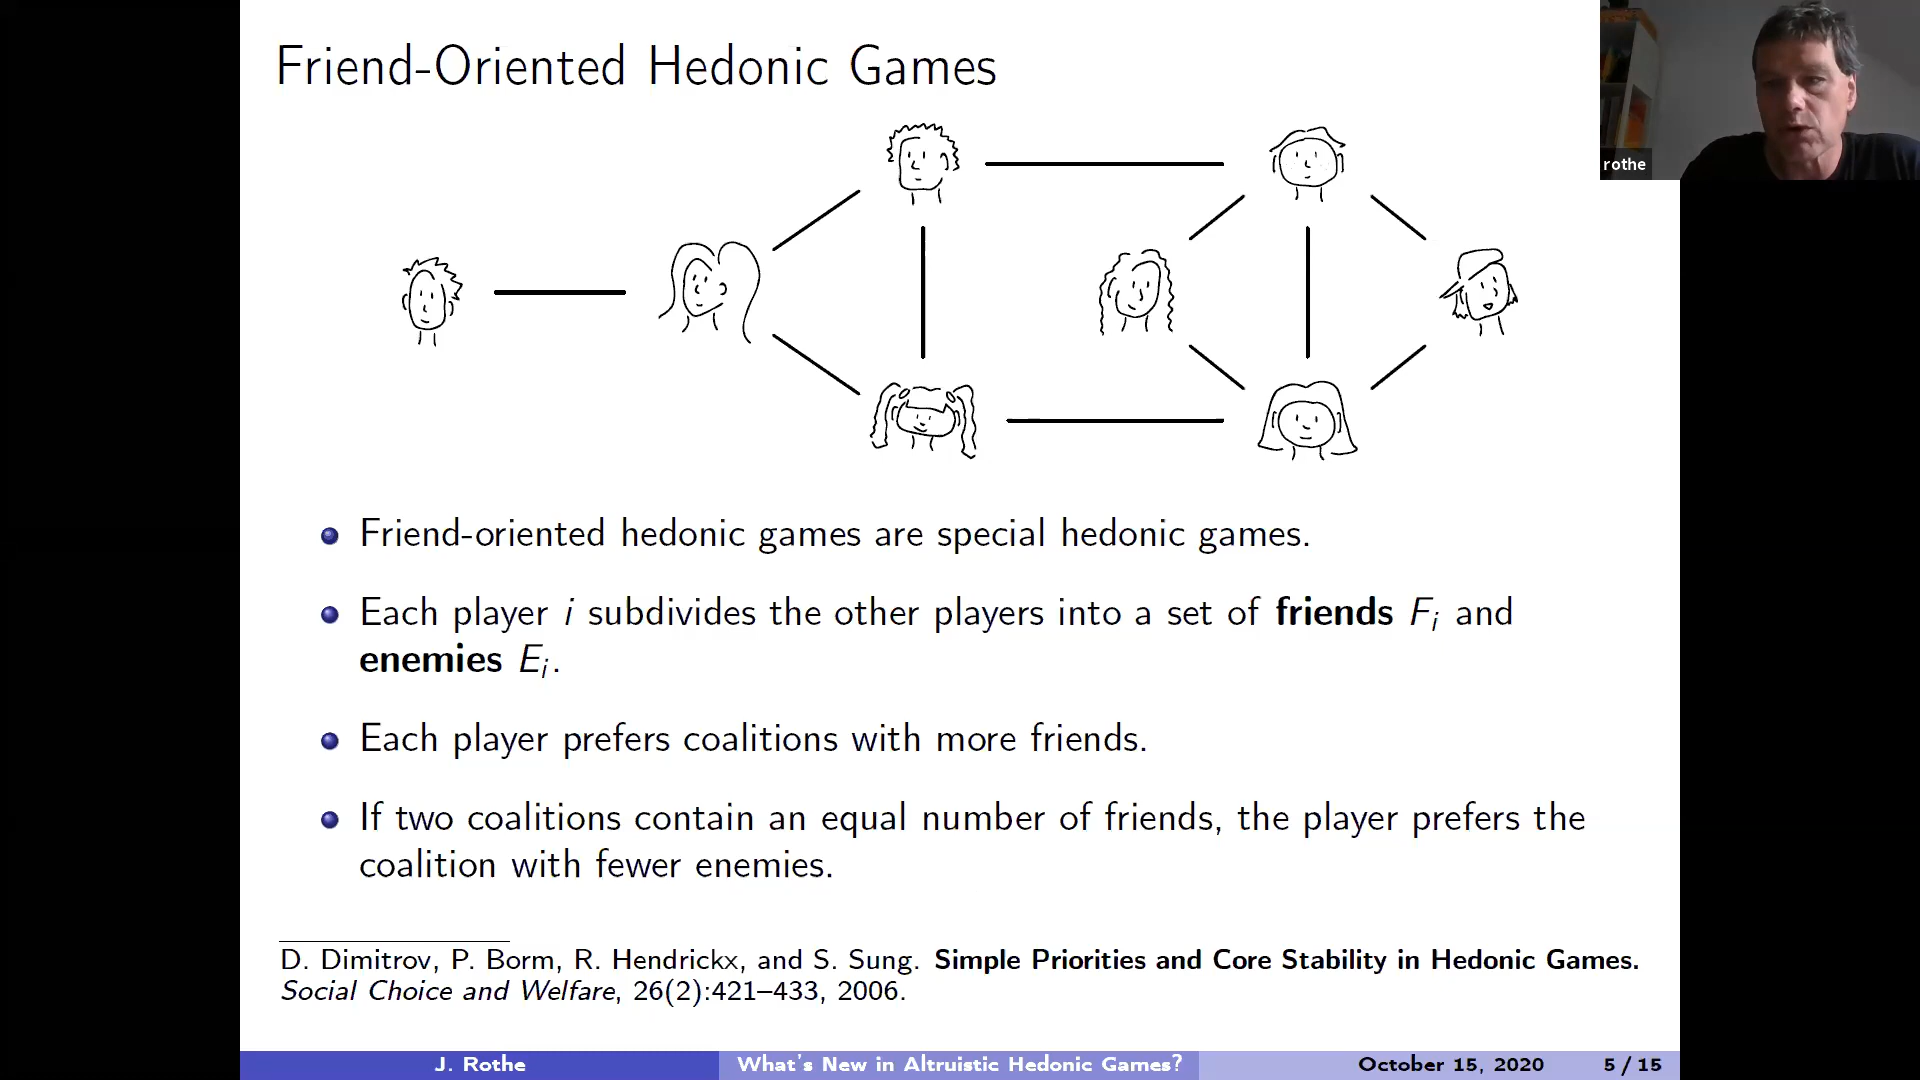 Friend-Oriented Hedonic Games
rothe
Friend-oriented hedonic games are special hedonic games.
Each player i subdivides the other players into a set of friends Fi and
enemies Ei.
Each player prefers coalitions with more friends.
If two coalitions contain an equal number of friends, the player prefers the
coalition with fewer enemies.
D. Dimitrov, P. Borm, R. Hendrickx, and S. Sung. Simple Priorities and Core Stability in Hedonic Games.
Social Choice and Welfare, 26(2):421–433, 2006.
J. Rothe What's New in Altruistic Hedonic Games? October 15, 2020 5 / 15